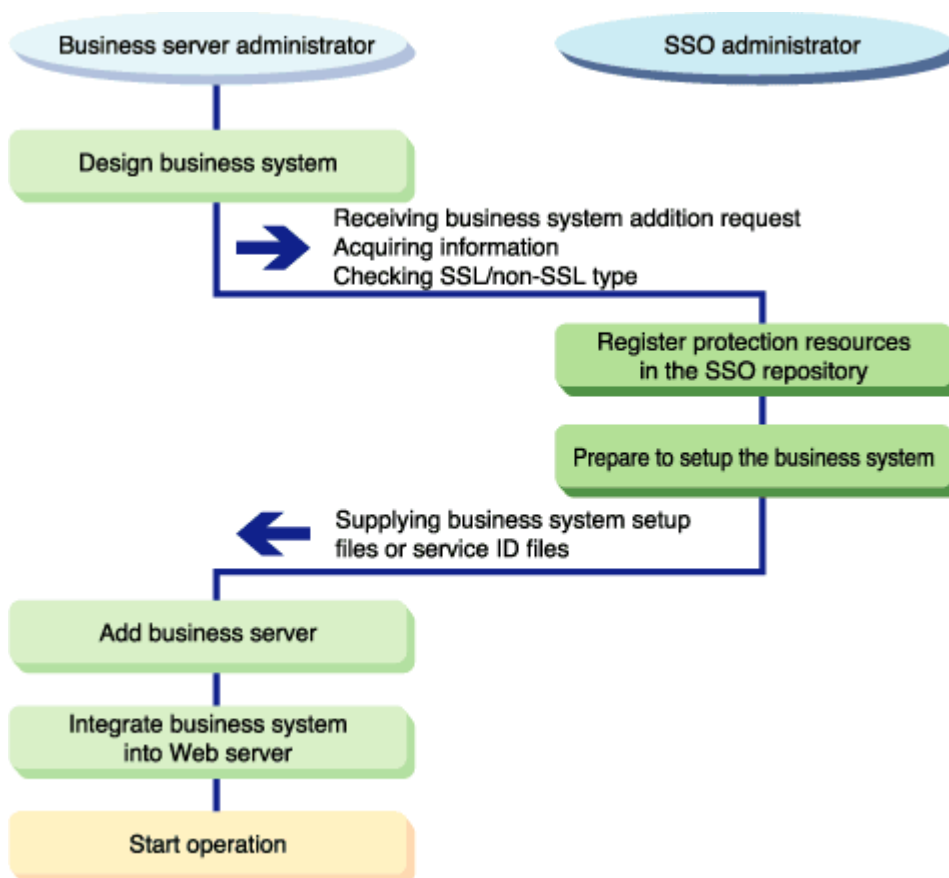 Business server administrator
SSO administrator
Design business system
Receiving business system addition request
Acquiring information
Checking SSL/non-SSL type
Register protection resources
in the SSO repository
Prepare to setup the business system
Supplying business system setup
files or service ID files
Add business server
Integrate business system
into Web server
Start operation